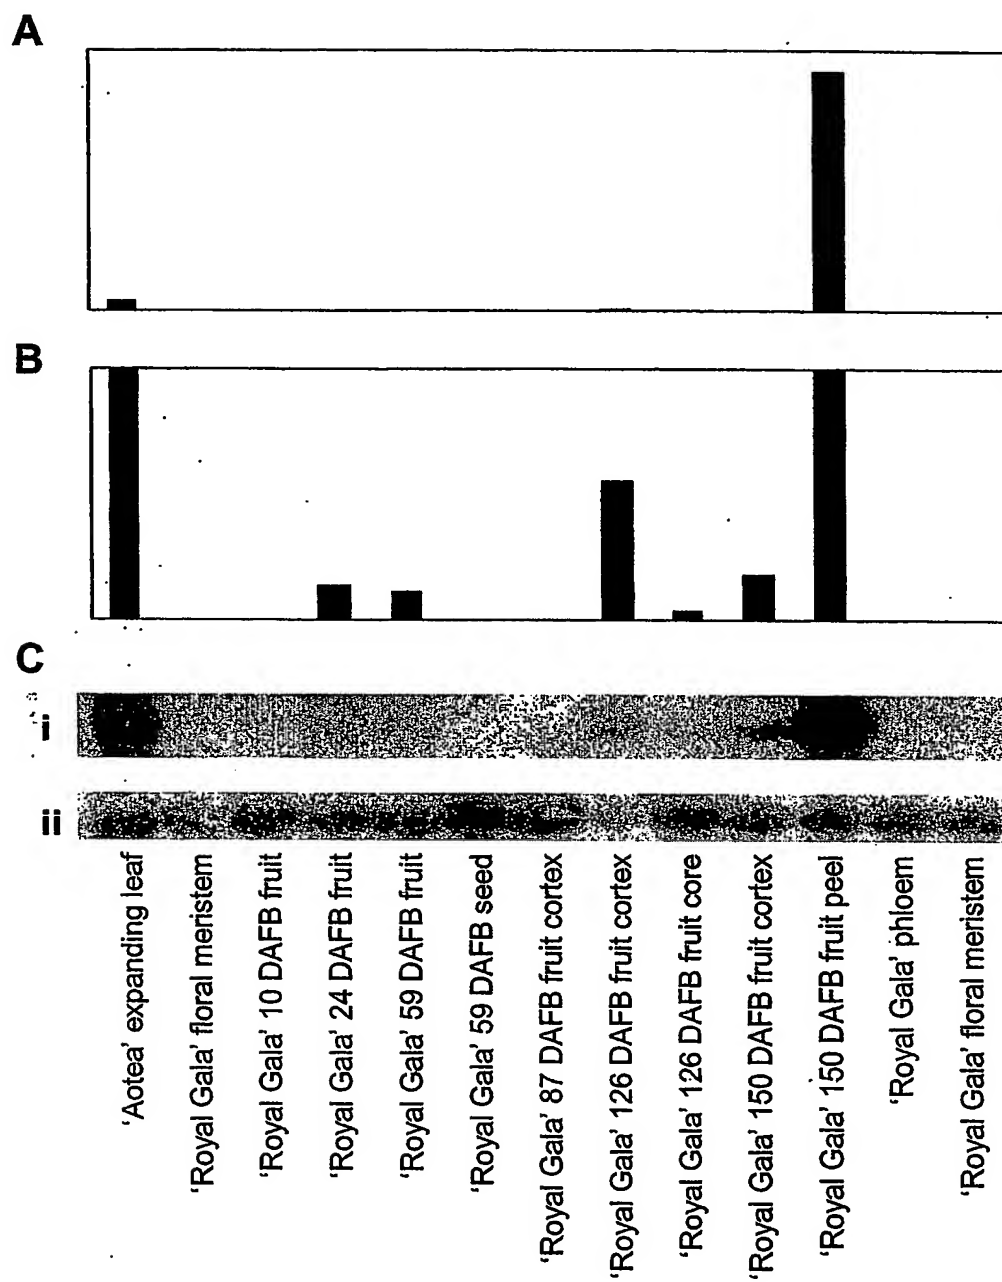 A
B
C
i
ii
‘Aotea’ expanding leaf
‘Royal Gala’ floral meristem
‘Royal Gala’ 10 DAFB fruit
‘Royal Gala’ 24 DAFB fruit
‘Royal Gala’ 59 DAFB fruit
‘Royal Gala’ 59 DAFB seed
‘Royal Gala’ 87 DAFB fruit cortex
‘Royal Gala’ 126 DAFB fruit cortex
‘Royal Gala’ 126 DAFB fruit core
‘Royal Gala’ 150 DAFB fruit cortex
‘Royal Gala’ 150 DAFB fruit peel
‘Royal Gala’ phloem
‘Royal Gala’ floral meristem